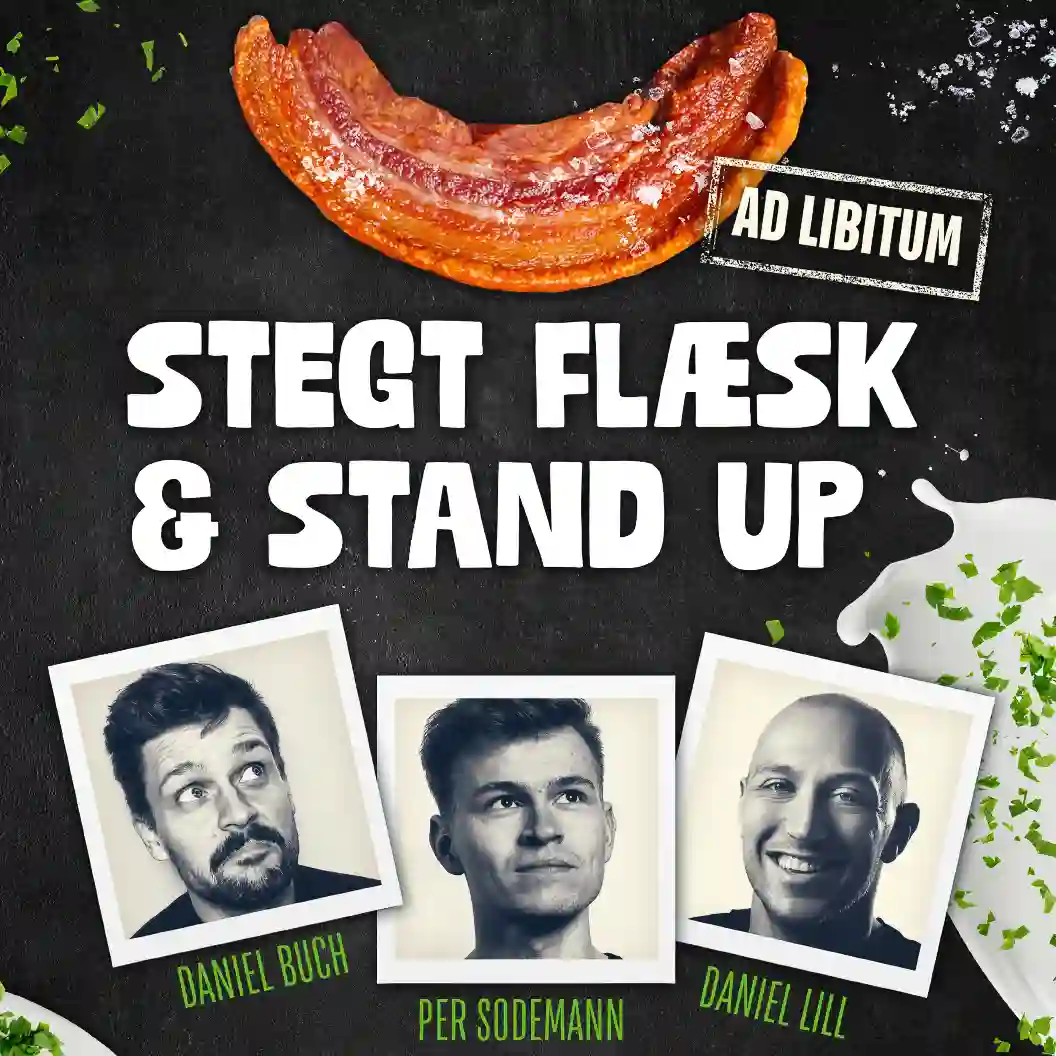 AD LIBITUM
STEGT FLÆSK
& STAND UP
DANIEL BUCH
PER SODEMANN
DANIEL LILL